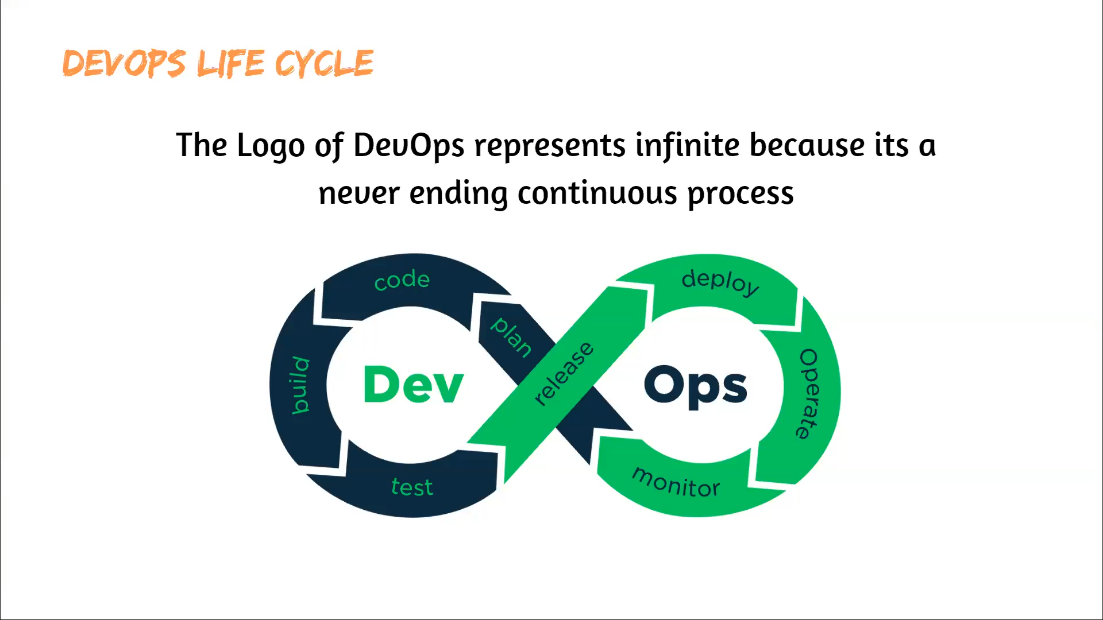 DEVOPS LIFE CYCLE
The Logo of DevOps represents infinite because its a
never ending continuous process
code
plan
build
test
Dev
release
deploy
Operate
monitor
Ops